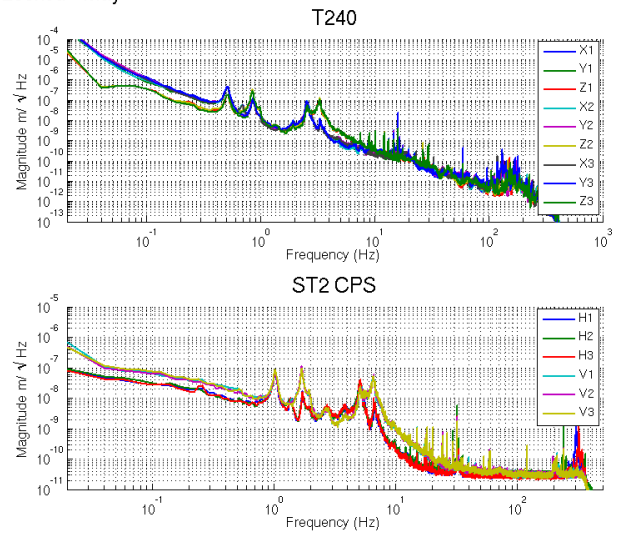 T240
10^-4
10^-5
10^-6
10^-7
10^-8
10^-9
10^-10
10^-11
10^-12
10^-13
Magnitude m/ √ Hz
10^-1
10^0
10^1
10^2
10^3
Frequency (Hz)
X1
Y1
Z1
X2
Y2
Z2
X3
Y3
Z3
ST2 CPS
10^-5
10^-6
10^-7
10^-8
10^-9
10^-10
10^-11
Magnitude m/ √ Hz
10^-1
10^0
10^1
10^2
Frequency (Hz)
H1
H2
H3
V1
V2
V3